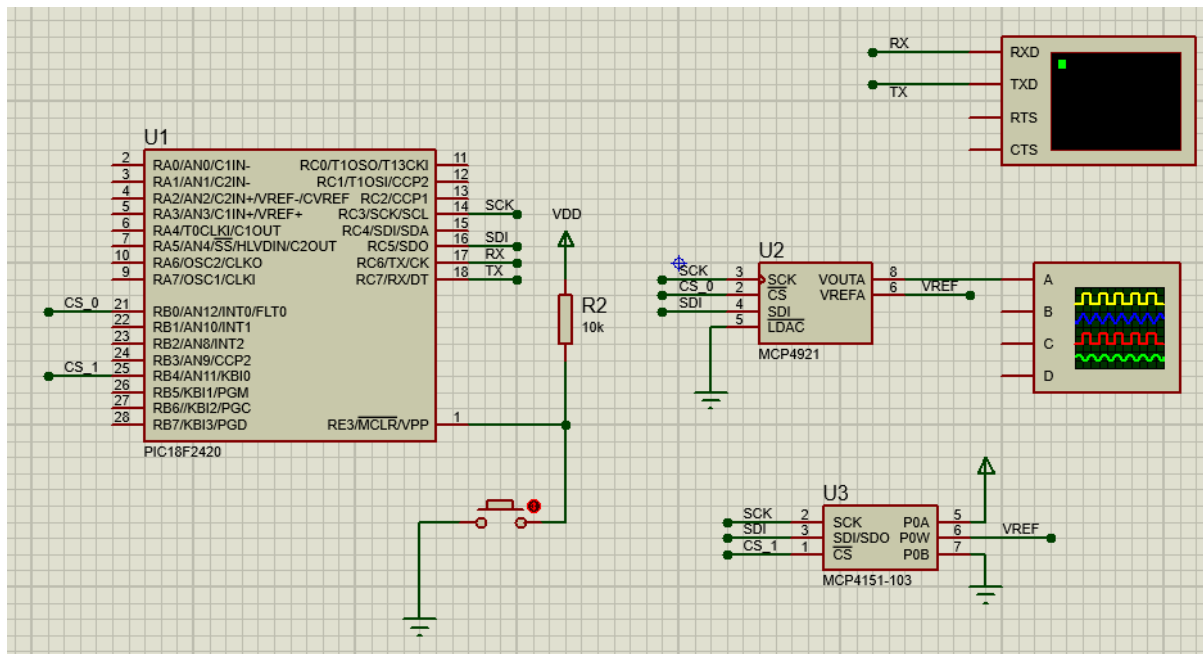 RX
TX
RXD
TXD
RTS
CTS
U1
2 RA0/AN0/C1IN-
3 RA1/AN1/C2IN-
4 RA2/AN2/C2IN+/VREF-/CVREF
5 RA3/AN3/C1IN+/VREF+
6 RA4/T0CLKI/C1OUT
7 RA5/AN4/SS/HLVDIN/C2OUT
10 RA6/OSC2/CLKO
9 RA7/OSC1/CLKI
CS_0 21 RB0/AN12/INT0/FLT0
22 RB1/AN10/INT1
23 RB2/AN8/INT2
24 RB3/AN9/CCP2
CS_1 25 RB4/AN11/KBI0
26 RB5/KBI1/PGM
27 RB6//KBI2/PGC
28 RB7/KBI3/PGD
RC0/T1OSO/T13CKI 11
RC1/T1OSI/CCP2 12
RC2/CCP1 13
RC3/SCK/SCL 14 SCK
RC4/SDI/SDA 15
RC5/SDO 16 SDI
RC6/TX/CK 17 RX
RC7/RX/DT 18 TX
RE3/MCLR/VPP 1
PIC18F2420
VDD
R2
10k
U2
SCK 3 SCK
CS_0 2 CS
SDI 4 SDI
5 LDAC
VOUTA 8
VREFA 6 VREF
MCP4921
A
B
C
D
U3
SCK 2 SCK
SDI 3 SDI/SDO
CS_1 1 CS
P0A 5
P0W 6 VREF
P0B 7
MCP4151-103